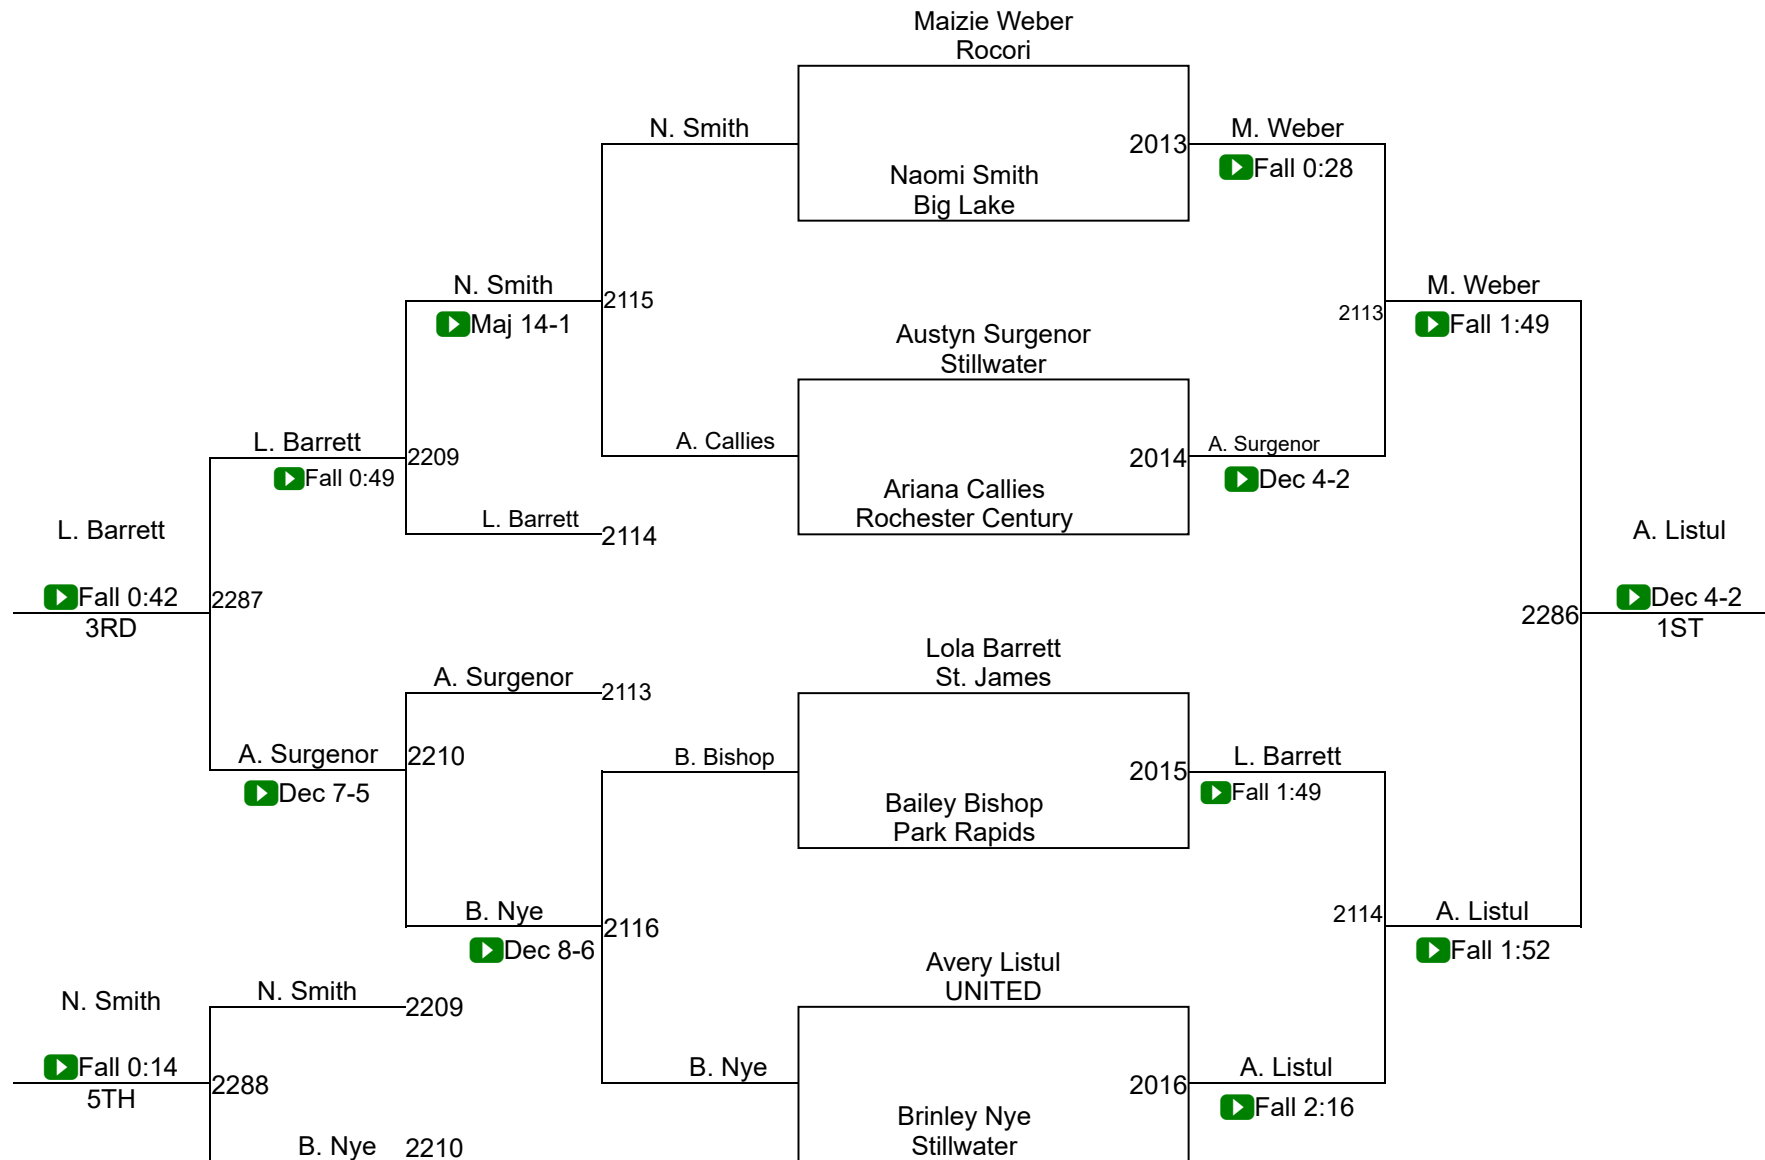 Maizie Weber
Rocori
N. Smith
2013
M. Weber
Fall 0:28
Naomi Smith
Big Lake
N. Smith
Maj 14-1
2115
2113
M. Weber
Fall 1:49
Austyn Surgenor
Stillwater
L. Barrett
Fall 0:49
2209
A. Callies
2014
A. Surgenor
Dec 4-2
Ariana Callies
Rochester Century
L. Barrett
2114
L. Barrett
Fall 0:42
3RD
2287
A. Listul
Dec 4-2
1ST
2286
Lola Barrett
St. James
A. Surgenor
2113
A. Surgenor
Dec 7-5
2210
B. Bishop
2015
L. Barrett
Fall 1:49
Bailey Bishop
Park Rapids
B. Nye
Dec 8-6
2116
2114
A. Listul
Fall 1:52
Avery Listul
UNITED
N. Smith
Fall 0:14
5TH
N. Smith
2209
2288
B. Nye
2016
A. Listul
Fall 2:16
Brinley Nye
Stillwater
B. Nye
2210